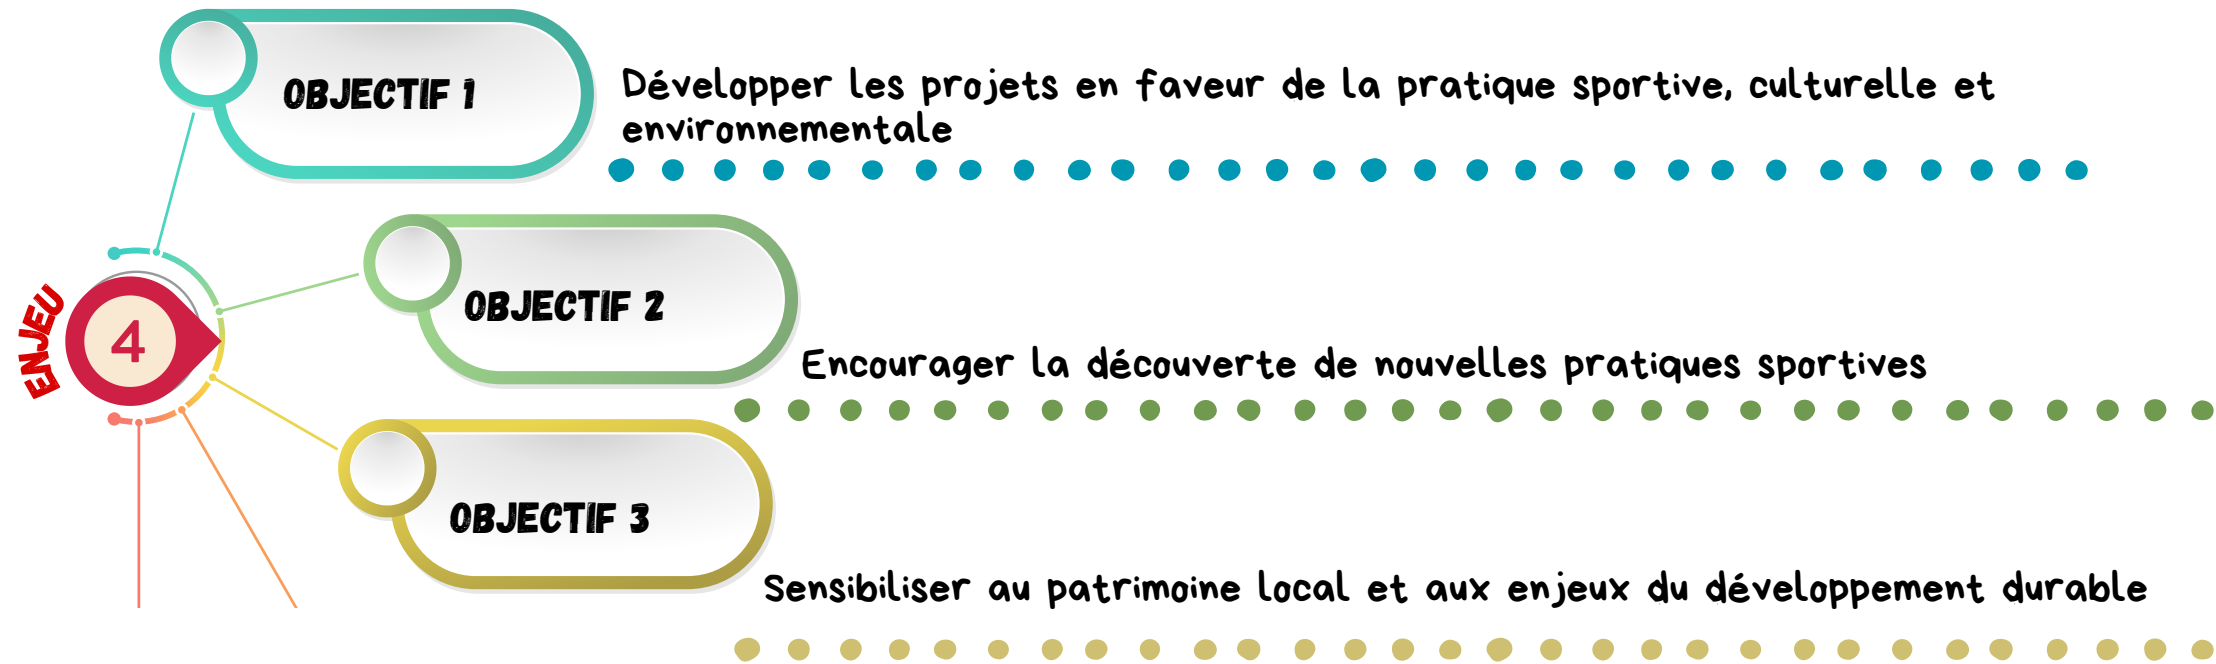 OBJECTIF 1
Développer les projets en faveur de la pratique sportive, culturelle et
environnementale
ENJEU
4
OBJECTIF 2
Encourager la découverte de nouvelles pratiques sportives
OBJECTIF 3
Sensibiliser au patrimoine local et aux enjeux du développement durable